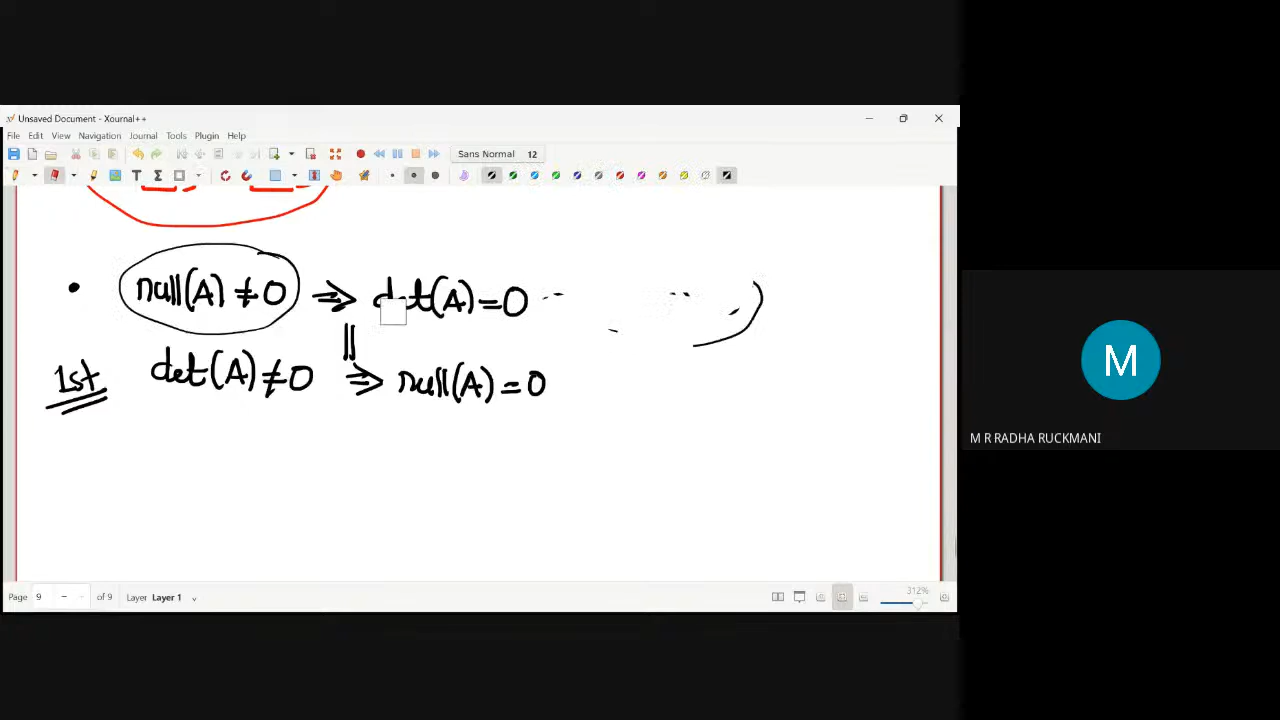 Unsaved Document - Xournal++
File Edit View Navigation Journal Tools Plugin Help
Sans Normal 12
• null(A) ≠ 0 ⇒ det(A) = 0
1st det(A) ≠ 0 ⇒ null(A) = 0
M
M R RADHA RUCKMANI
Page 9 of 9 Layer Layer 1 312%